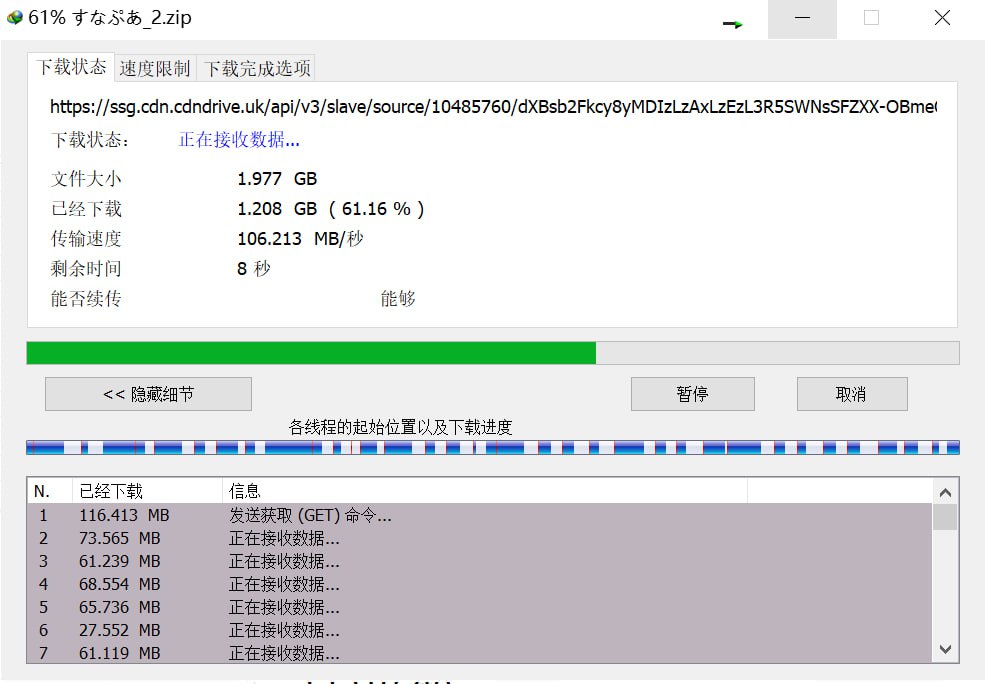 61% すなぷあ_2.zip
下载状态 速度限制 下载完成选项
https://ssg.cdn.cdndrive.uk/api/v3/slave/source/10485760/dXBsb2Fkcy8yMDIzLzAxLzEzL3R5SWNsSFZXX-OBme
下载状态： 正在接收数据...
文件大小 1.977 GB
已经下载 1.208 GB ( 61.16 % )
传输速度 106.213 MB/秒
剩余时间 8 秒
能否续传 能够
<< 隐藏细节 暂停 取消
各线程的起始位置以及下载进度
N. 已经下载 信息
1 116.413 MB 发送获取 (GET) 命令...
2 73.565 MB 正在接收数据...
3 61.239 MB 正在接收数据...
4 68.554 MB 正在接收数据...
5 65.736 MB 正在接收数据...
6 27.552 MB 正在接收数据...
7 61.119 MB 正在接收数据...